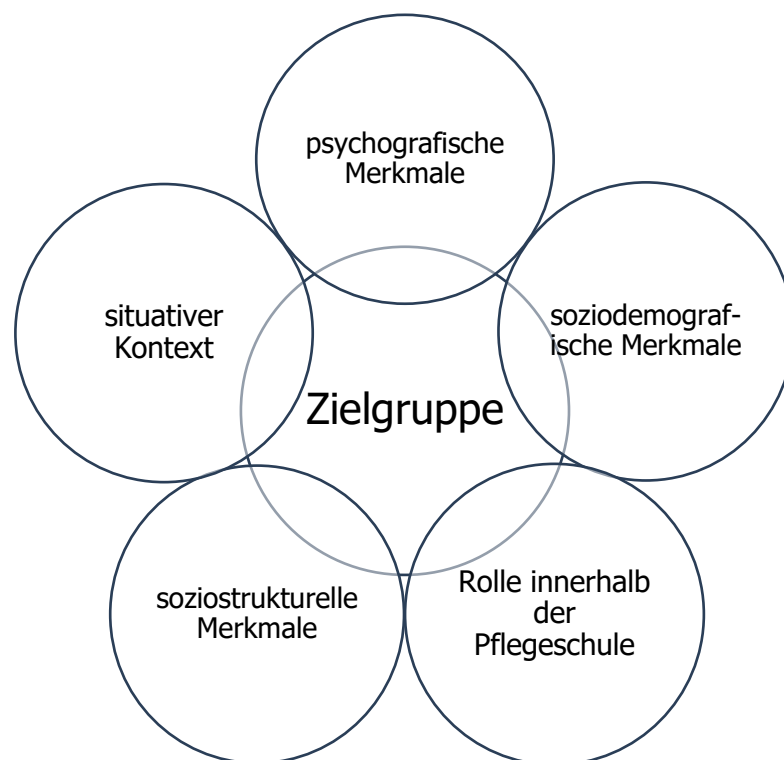 psychografische
Merkmale
situativer
Kontext
soziodemograf-
ische Merkmale
Zielgruppe
soziostrukturelle
Merkmale
Rolle innerhalb
der
Pflegeschule